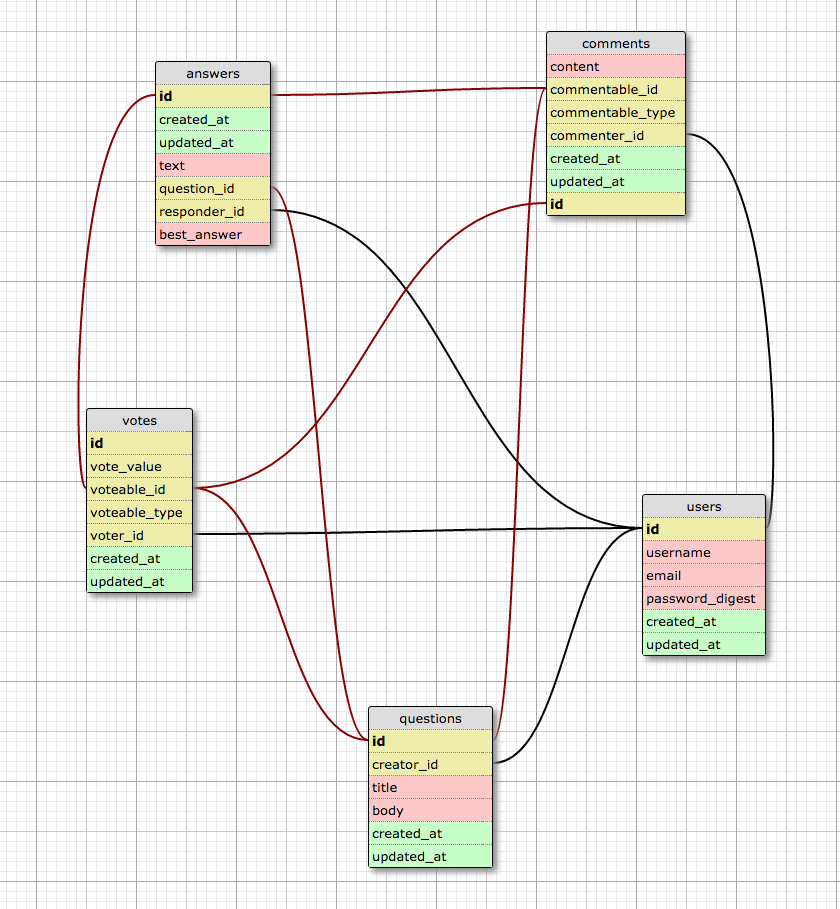 answers
id
created_at
updated_at
text
question_id
responder_id
best_answer
comments
content
commentable_id
commentable_type
commenter_id
created_at
updated_at
id
votes
id
vote_value
voteable_id
voteable_type
voter_id
created_at
updated_at
users
id
username
email
password_digest
created_at
updated_at
questions
id
creator_id
title
body
created_at
updated_at